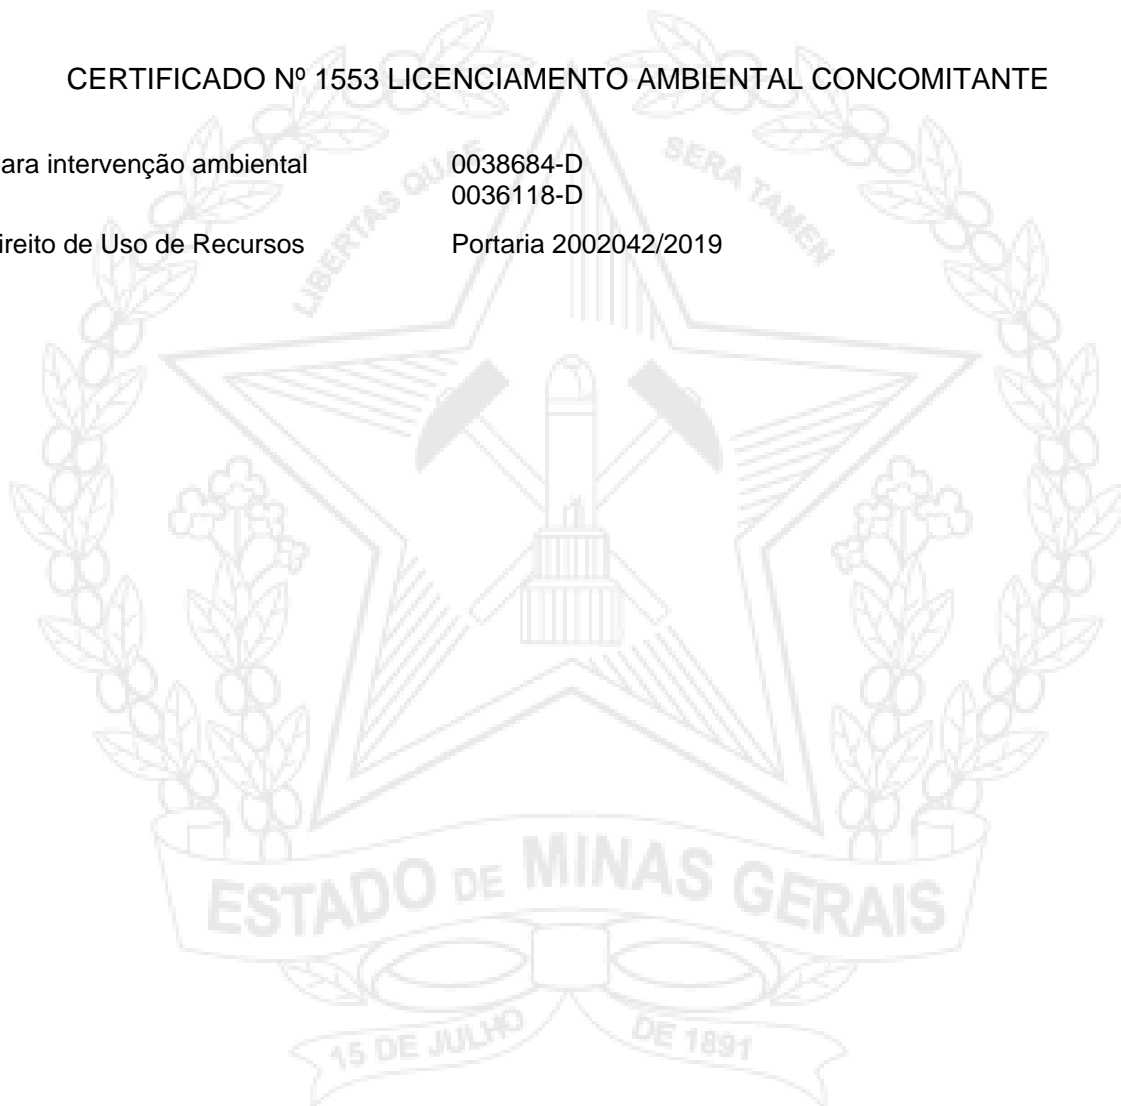 CERTIFICADO Nº 1553 LICENCIAMENTO AMBIENTAL CONCOMITANTE
ara intervenção ambiental 0038684-D
0036118-D
ireito de Uso de Recursos Portaria 2002042/2019
LIBERTAS QUÆ SERA TAMEN
ESTADO DE MINAS GERAIS
15 DE JULHO DE 1891